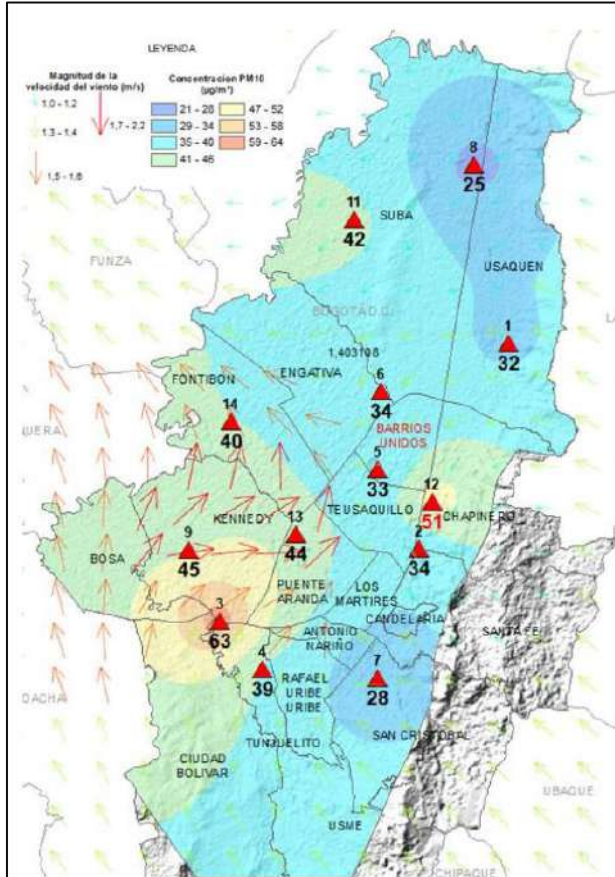 LEYENDA
Magnitud de la
velocidad del viento (m/s)
1.0 - 1.2
1.3 - 1.4
1,5 - 1,6
1,7 - 2,2
Concentracion PM10
(µg/m³)
21 - 28
29 - 34
35 - 40
41 - 46
47 - 52
53 - 58
59 - 64
8
25
11
42
SUBA
FUNZA
USAQUEN
BOGOTÁ D.C.
1
32
1,403108
ENGATIVA
FONTIBON
6
34
14
40
BARRIOS
UNIDOS
5
33
12
51
CHAPINERO
TEUSAQUILLO
KENNEDY
13
44
2
34
9
45
BOSA
PUENTE
ARANDA
LOS
MARTIRES
CANDELARIA
SANTA FE
3
63
ANTONIO
NARIÑO
4
39
RAFAEL
URIBE
URIBE
7
28
SAN CRISTOBAL
TUNJUELITO
CIUDAD
BOLIVAR
UBAQUE
USME
CHIPAQUE